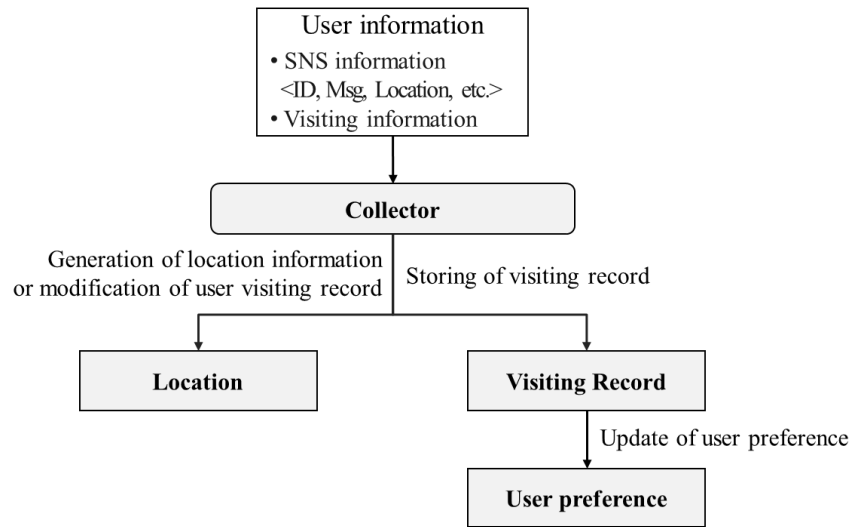 User information
• SNS information
<ID, Msg, Location, etc.>
• Visiting information
Collector
Generation of location information
or modification of user visiting record
Storing of visiting record
Location
Visiting Record
Update of user preference
User preference